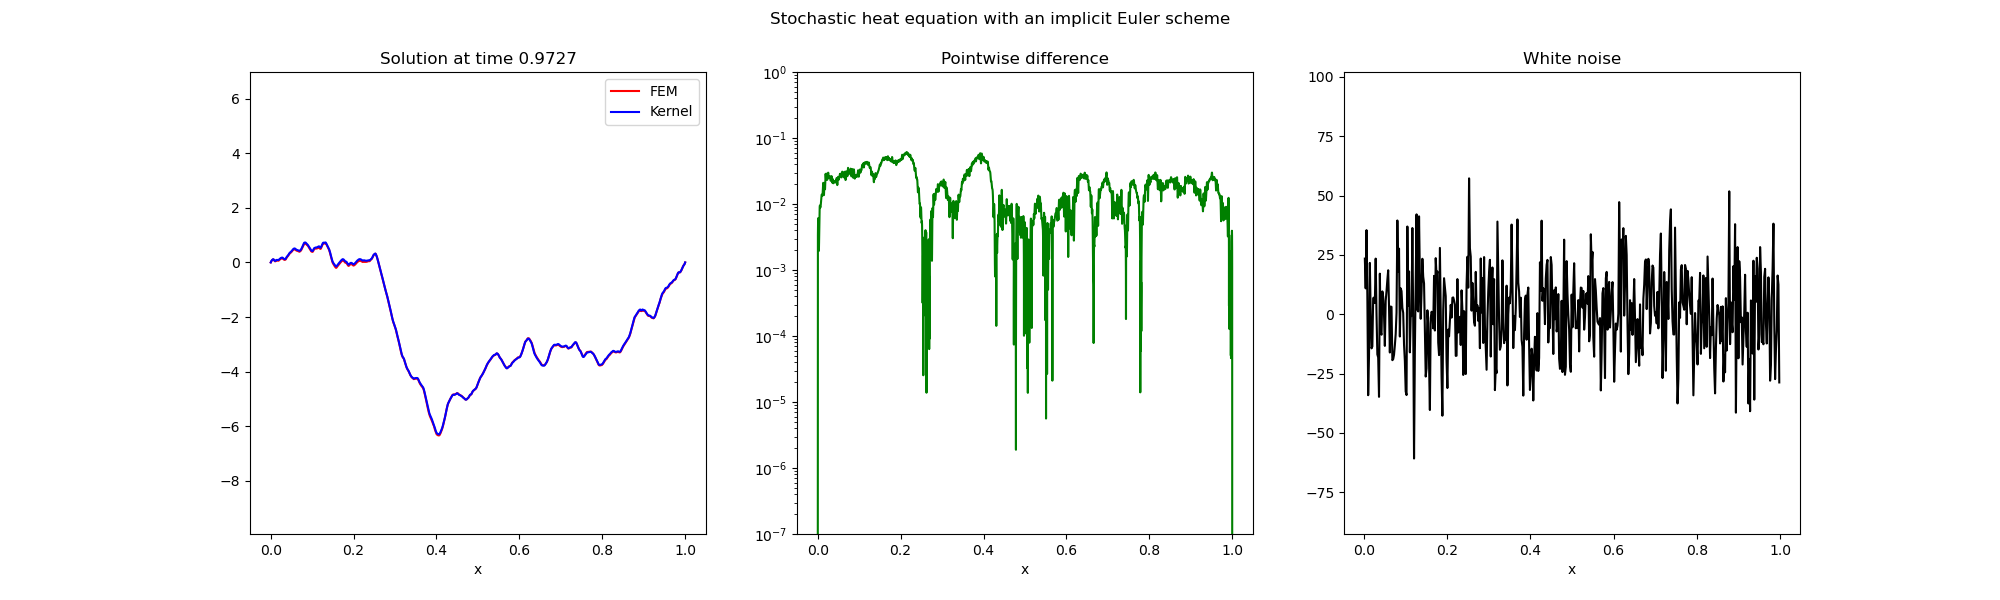 Stochastic heat equation with an implicit Euler scheme
Solution at time 0.9727
FEM
Kernel
6
4
2
0
−2
−4
−6
−8
0.0 0.2 0.4 0.6 0.8 1.0
x
Pointwise difference
10⁰
10⁻¹
10⁻²
10⁻³
10⁻⁴
10⁻⁵
10⁻⁶
10⁻⁷
0.0 0.2 0.4 0.6 0.8 1.0
x
White noise
100
75
50
25
0
−25
−50
−75
0.0 0.2 0.4 0.6 0.8 1.0
x